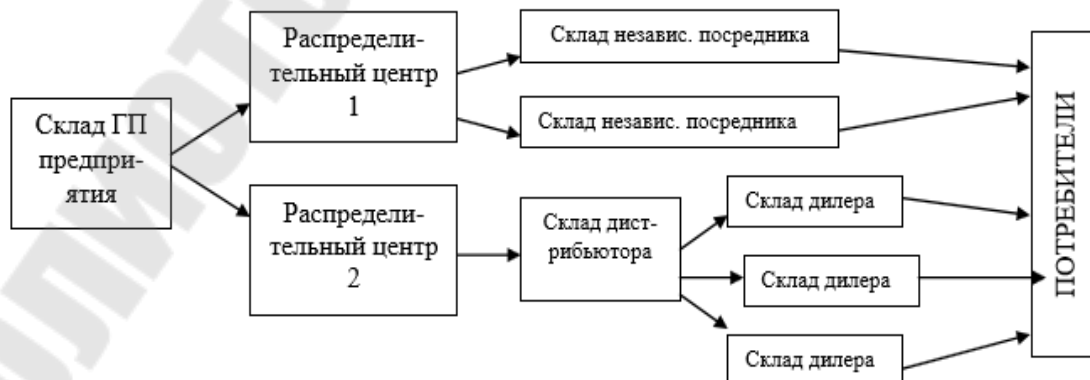 Склад ГП
предпри-
ятия
Распредели-
тельный центр
1
Распредели-
тельный центр
2
Склад независ. посредника
Склад независ. посредника
Склад дист-
рибьютора
Склад дилера
Склад дилера
Склад дилера
ПОТРЕБИТЕЛИ